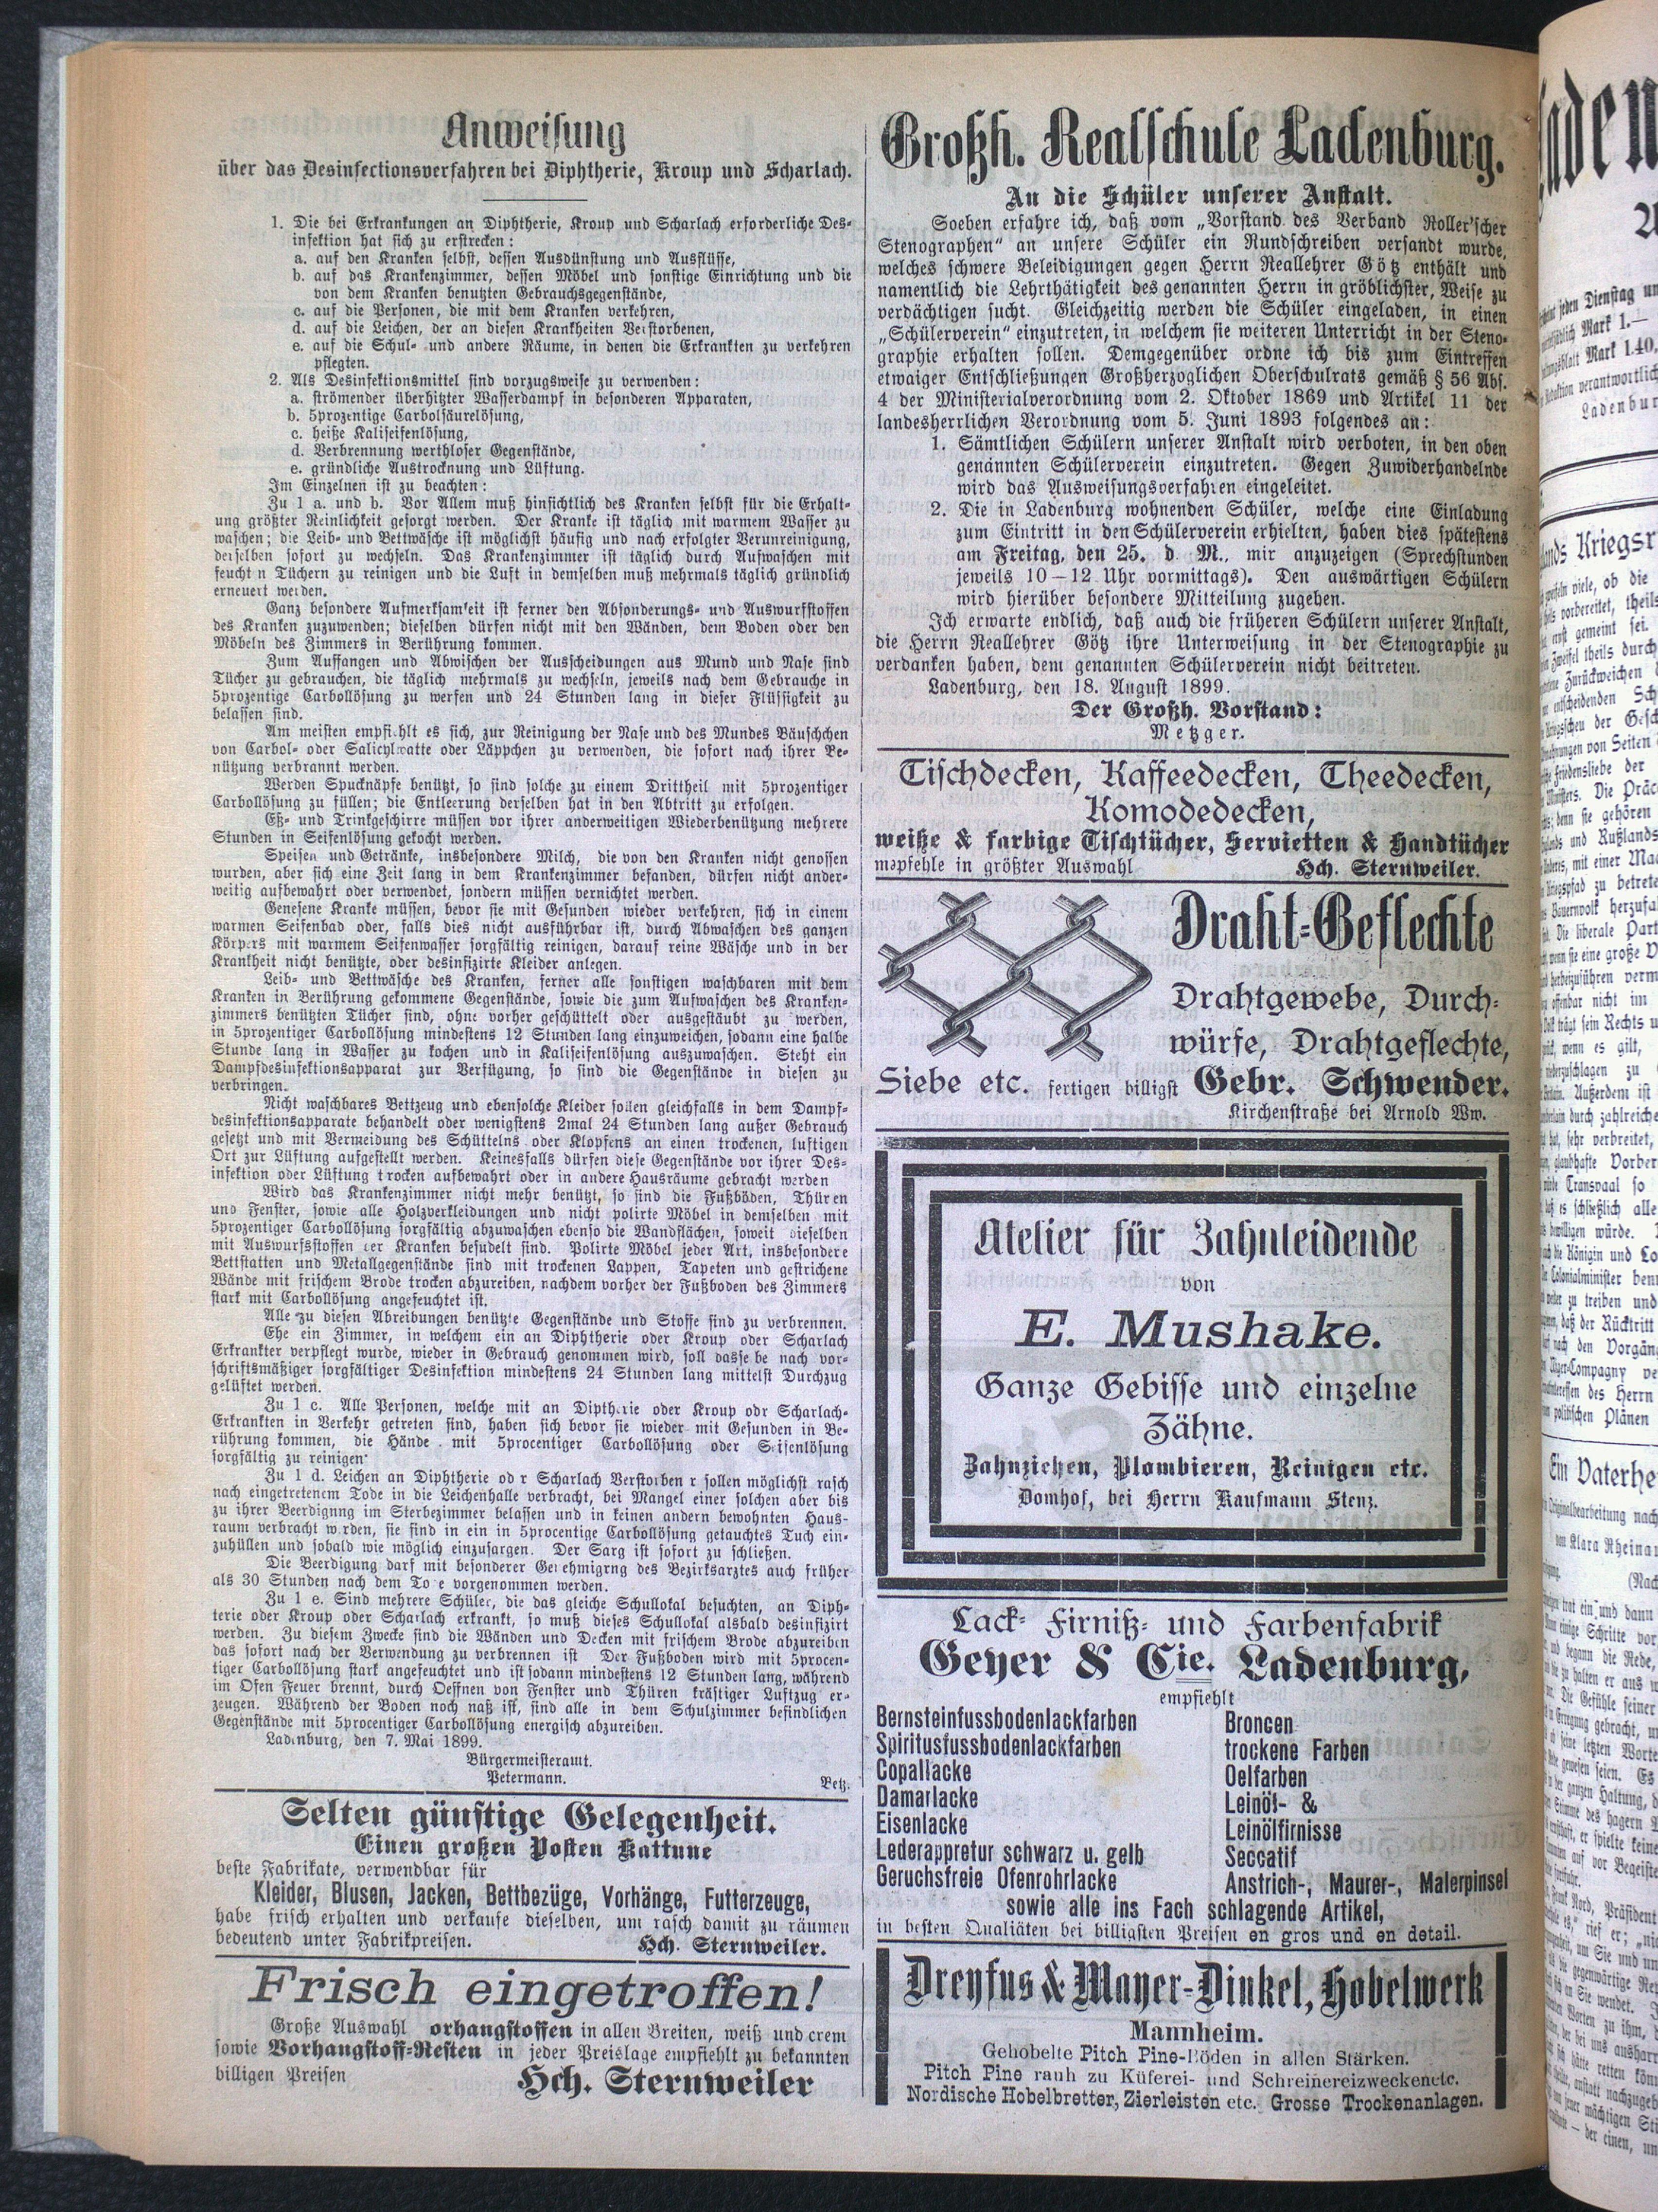 Anweisung
über das Desinfectionsverfahren bei Diphtherie, Kroup und Scharlach.
1. Die bei Erkrankungen an Diphtherie, Kroup und Scharlach erforderliche Des-
infektion hat sich zu erstrecken:
a. auf den Kranken selbst, dessen Ausdünstung und Ausflüsse,
b. auf das Krankenzimmer, dessen Möbel und sonstige Einrichtung und die
von dem Kranken benutzten Gebrauchsgegenstände,
c. auf die Personen, die mit dem Kranken verkehren,
d. auf die Leichen, der an diesen Krankheiten Verstorbenen,
e. auf die Schul- und andere Räume, in denen die Erkrankten zu verkehren
pflegten.
2. Als Desinfektionsmittel sind vorzugsweise zu verwenden:
a. strömender überhitzter Wasserdampf in besonderen Apparaten,
b. 5prozentige Carbolsäurelösung,
c. heiße Kaliseifenlösung,
d. Verbrennung werthloser Gegenstände,
e. gründliche Austrocknung und Lüftung.
Im Einzelnen ist zu beachten:
Zu 1 a. und b. Vor Allem muß hinsichtlich des Kranken selbst für die Erhalt-
ung größter Reinlichkeit gesorgt werden. Der Kranke ist täglich mit warmem Wasser zu
waschen; die Leib- und Bettwäsche ist möglichst häufig und nach erfolgter Verunreinigung,
derselben sofort zu wechseln. Das Krankenzimmer ist täglich durch Aufwaschen mit
feucht n Tüchern zu reinigen und die Luft in demselben muß mehrmals täglich gründlich
erneuert werden.
Ganz besondere Aufmerksamkeit ist ferner den Absonderungs- und Auswurfstoffen
des Kranken zuzuwenden; dieselben dürfen nicht mit den Wänden, dem Boden oder den
Möbeln des Zimmers in Berührung kommen.
Zum Auffangen und Abwischen der Ausscheidungen aus Mund und Nase sind
Tücher zu gebrauchen, die täglich mehrmals zu wechseln, jeweils nach dem Gebrauche in
5prozentige Carbollösung zu werfen und 24 Stunden lang in dieser Flüssigkeit zu
belassen sind.
Am meisten empfiehlt es sich, zur Reinigung der Nase und des Mundes Bäuschchen
von Carbol- oder Salicylwatte oder Läppchen zu verwenden, die sofort nach ihrer Be-
nützung verbrannt werden.
Werden Spucknäpfe benützt, so sind solche zu einem Drittheil mit 5prozentiger
Carbollösung zu füllen; die Entleerung derselben hat in den Abtritt zu erfolgen.
Eß- und Trinkgeschirre müssen vor ihrer anderweitigen Wiederbenützung mehrere
Stunden in Seifenlösung gekocht werden.
Speisen und Getränke, insbesondere Milch, die von den Kranken nicht genossen
wurden, aber sich eine Zeit lang in dem Krankenzimmer befanden, dürfen nicht ander-
weitig aufbewahrt oder verwendet, sondern müssen vernichtet werden.
Genesene Kranke müssen, bevor sie mit Gesunden wieder verkehren, sich in einem
warmen Seifenbad oder, falls dies nicht ausführbar ist, durch Abwaschen des ganzen
Körpers mit warmem Seifenwasser sorgfältig reinigen, darauf reine Wäsche und in der
Krankheit nicht benützte, oder desinfizirte Kleider anlegen.
Leib- und Bettwäsche des Kranken, ferner alle sonstigen waschbaren mit dem
Kranken in Berührung gekommene Gegenstände, sowie die zum Aufwaschen des Kranken-
zimmers benützten Tücher sind, ohne vorher geschüttelt oder ausgestäubt zu werden,
in 5prozentiger Carbollösung mindestens 12 Stunden lang einzuweichen, sodann eine halbe
Stunde lang in Wasser zu kochen und in Kaliseifenlösung auszuwaschen. Steht ein
Dampfdesinfektionsapparat zur Verfügung, so sind die Gegenstände in diesen zu
verbringen.
Nicht waschbares Bettzeug und ebensolche Kleider sollen gleichfalls in dem Dampf-
desinfektionsapparate behandelt oder wenigstens 2mal 24 Stunden lang außer Gebrauch
gesetzt und mit Vermeidung des Schüttelns oder Klopfens an einen trockenen, luftigen
Ort zur Lüftung aufgestellt werden. Keinesfalls dürfen diese Gegenstände vor ihrer Des-
infektion oder Lüftung trocken aufbewahrt oder in andere Hausräume gebracht werden
Wird das Krankenzimmer nicht mehr benützt, so sind die Fußböden, Thüren
und Fenster, sowie alle Holzverkleidungen und nicht polirte Möbel in demselben mit
5prozentiger Carbollösung sorgfältig abzuwaschen ebenso die Wandflächen, soweit dieselben
mit Auswurfsstoffen der Kranken besudelt sind. Polirte Möbel jeder Art, insbesondere
Bettstatten und Metallgegenstände sind mit trockenen Lappen, Tapeten und gestrichene
Wände mit frischem Brode trocken abzureiben, nachdem vorher der Fußboden des Zimmers
stark mit Carbollösung angefeuchtet ist.
Alle zu diesen Abreibungen benützte Gegenstände und Stoffe sind zu verbrennen.
Ehe ein Zimmer, in welchem ein an Diphtherie oder Kroup oder Scharlach
Erkrankter verpflegt wurde, wieder in Gebrauch genommen wird, soll dasse be nach vor-
schriftsmäßiger sorgfältiger Desinfektion mindestens 24 Stunden lang mittelst Durchzug
gelüftet werden.
Zu 1 c. Alle Personen, welche mit an Diphtherie oder Kroup odr Scharlach-
Erkrankten in Verkehr getreten sind, haben sich bevor sie wieder mit Gesunden in Be-
rührung kommen, die Hände mit 5procentiger Carbollösung oder Seifenlösung
sorgfältig zu reinigen
Zu 1 d. Leichen an Diphtherie od r Scharlach Verstorben r sollen möglichst rasch
nach eingetretenem Tode in die Leichenhalle verbracht, bei Mangel einer solchen aber bis
zu ihrer Beerdigung im Sterbezimmer belassen und in keinen andern bewohnten Haus-
raum verbracht w rden, sie sind in ein in 5procentige Carbollösung getauchtes Tuch ein-
zuhüllen und sobald wie möglich einzusargen. Der Sarg ist sofort zu schließen.
Die Beerdigung darf mit besonderer Genehmigrng des Bezirksarztes auch früher
als 30 Stunden nach dem To e vorgenommen werden.
Zu 1 e. Sind mehrere Schüler, die das gleiche Schullokal besuchten, an Diph-
terie oder Kroup oder Scharlach erkrankt, so muß dieses Schullokal alsbald desinfizirt
werden. Zu diesem Zwecke sind die Wänden und Decken mit frischem Brode abzureiben
das sofort nach der Verwendung zu verbrennen ist Der Fußboden wird mit 5procen-
tiger Carbollösung stark angefeuchtet und ist sodann mindestens 12 Stunden lang, während
im Ofen Feuer brennt, durch Oeffnen von Fenster und Thüren kräftiger Luftzug er-
zeugen. Während der Boden noch naß ist, sind alle in dem Schulzimmer befindlichen
Gegenstände mit 5procentiger Carbollösung energisch abzureiben.
Ladenburg, den 7. Mai 1899.
Bürgermeisteramt.
Petermann.
Betz.
Selten günstige Gelegenheit.
Einen großen Posten Kattune
beste Fabrikate, verwendbar für
Kleider, Blusen, Jacken, Bettbezüge, Vorhänge, Futterzeuge,
habe frisch erhalten und verkaufe dieselben, um rasch damit zu räumen
bedeutend unter Fabrikpreisen. Hch. Sternweiler.
Frisch eingetroffen!
Große Auswahl orhangstoffen in allen Breiten, weiß und crem
sowie Vorhangstoff-Resten in jeder Preislage empfiehlt zu bekannten
billigen Preisen Hch. Sternweiler
Großh. Realschule Ladenburg.
An die Schüler unserer Anstalt.
Soeben erfahre ich, daß vom „Vorstand des Verband Roller'scher
Stenographen“ an unsere Schüler ein Rundschreiben versandt wurde,
welches schwere Beleidigungen gegen Herrn Reallehrer Götz enthält und
namentlich die Lehrthätigkeit des genannten Herrn in gröblichster, Weise zu
verdächtigen sucht. Gleichzeitig werden die Schüler eingeladen, in einen
„Schülerverein“ einzutreten, in welchem sie weiteren Unterricht in der Steno-
graphie erhalten sollen. Demgegenüber ordne ich bis zum Eintreffen
etwaiger Entschließungen Großherzoglichen Oberschulrats gemäß § 56 Abs.
4 der Ministerialverordnung vom 2. Oktober 1869 und Artikel 11 der
landesherrlichen Verordnung vom 5. Juni 1893 folgendes an:
1. Sämtlichen Schülern unserer Anstalt wird verboten, in den oben
genannten Schülerverein einzutreten. Gegen Zuwiderhandelnde
wird das Ausweisungsverfahren eingeleitet.
2. Die in Ladenburg wohnenden Schüler, welche eine Einladung
zum Eintritt in den Schülerverein erhielten, haben dies spätestens
am Freitag, den 25. d. M., mir anzuzeigen (Sprechstunden
jeweils 10—12 Uhr vormittags). Den auswärtigen Schülern
wird hierüber besondere Mitteilung zugehen.
Ich erwarte endlich, daß auch die früheren Schülern unserer Anstalt,
die Herrn Reallehrer Götz ihre Unterweisung in der Stenographie zu
verdanken haben, dem genannten Schülerverein nicht beitreten.
Ladenburg, den 18. August 1899.
Der Großh. Vorstand:
Metzger.
Tischdecken, Kaffeedecken, Theedecken,
Komodedecken,
weiße & farbige Tischtücher, Servietten & Handtücher
mepfehle in größter Auswahl Hch. Sternweiler.
Draht-Geflechte
Drahtgewebe, Durch-
würfe, Drahtgeflechte,
Siebe etc. fertigen billigst Gebr. Schwender.
Kirchenstraße bei Arnold Ww.
Atelier für Zahnleidende
von
E. Mushake.
Ganze Gebisse und einzelne
Zähne.
Zahnziehen, Plombieren, Reinigen etc.
Domhof, bei Herrn Kaufmann Stenz.
Lack- Firniß- und Farbenfabrik
Geyer & Cie. Ladenburg,
empfiehlt
Bernsteinfussbodenlackfarben
Spiritusfussbodenlackfarben
Copallacke
Damarlacke
Eisenlacke
Lederappretur schwarz u. gelb
Geruchsfreie Ofenrohrlacke
Broncen
trockene Farben
Oelfarben
Leinöl- &
Leinölfirnisse
Seccatif
Anstrich-, Maurer-, Malerpinsel
sowie alle ins Fach schlagende Artikel,
in besten Qualiäten bei billigsten Preisen en gros und en detail.
Dreyfus & Mayer-Dinkel, Hobelwerk
Mannheim.
Gehobelte Pitch Pine-Böden in allen Stärken.
Pitch Pine rauh zu Küferei- und Schreinereizweckenetc.
Nordische Hobelbretter, Zierleisten etc. Grosse Trockenanlagen.